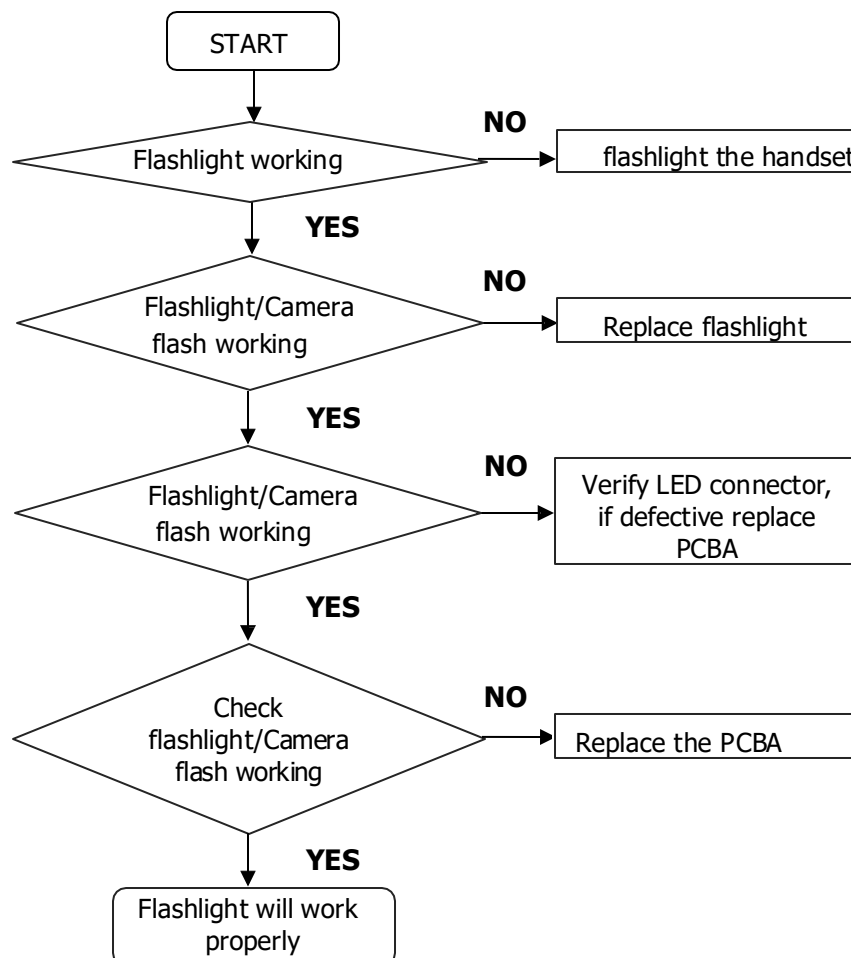 START
NO
Flashlight working
flashlight the handset
YES
NO
Flashlight/Camera
flash working
Replace flashlight
YES
NO
Flashlight/Camera
flash working
Verify LED connector,
if defective replace
PCBA
YES
NO
Check
flashlight/Camera
flash working
Replace the PCBA
YES
Flashlight will work
properly